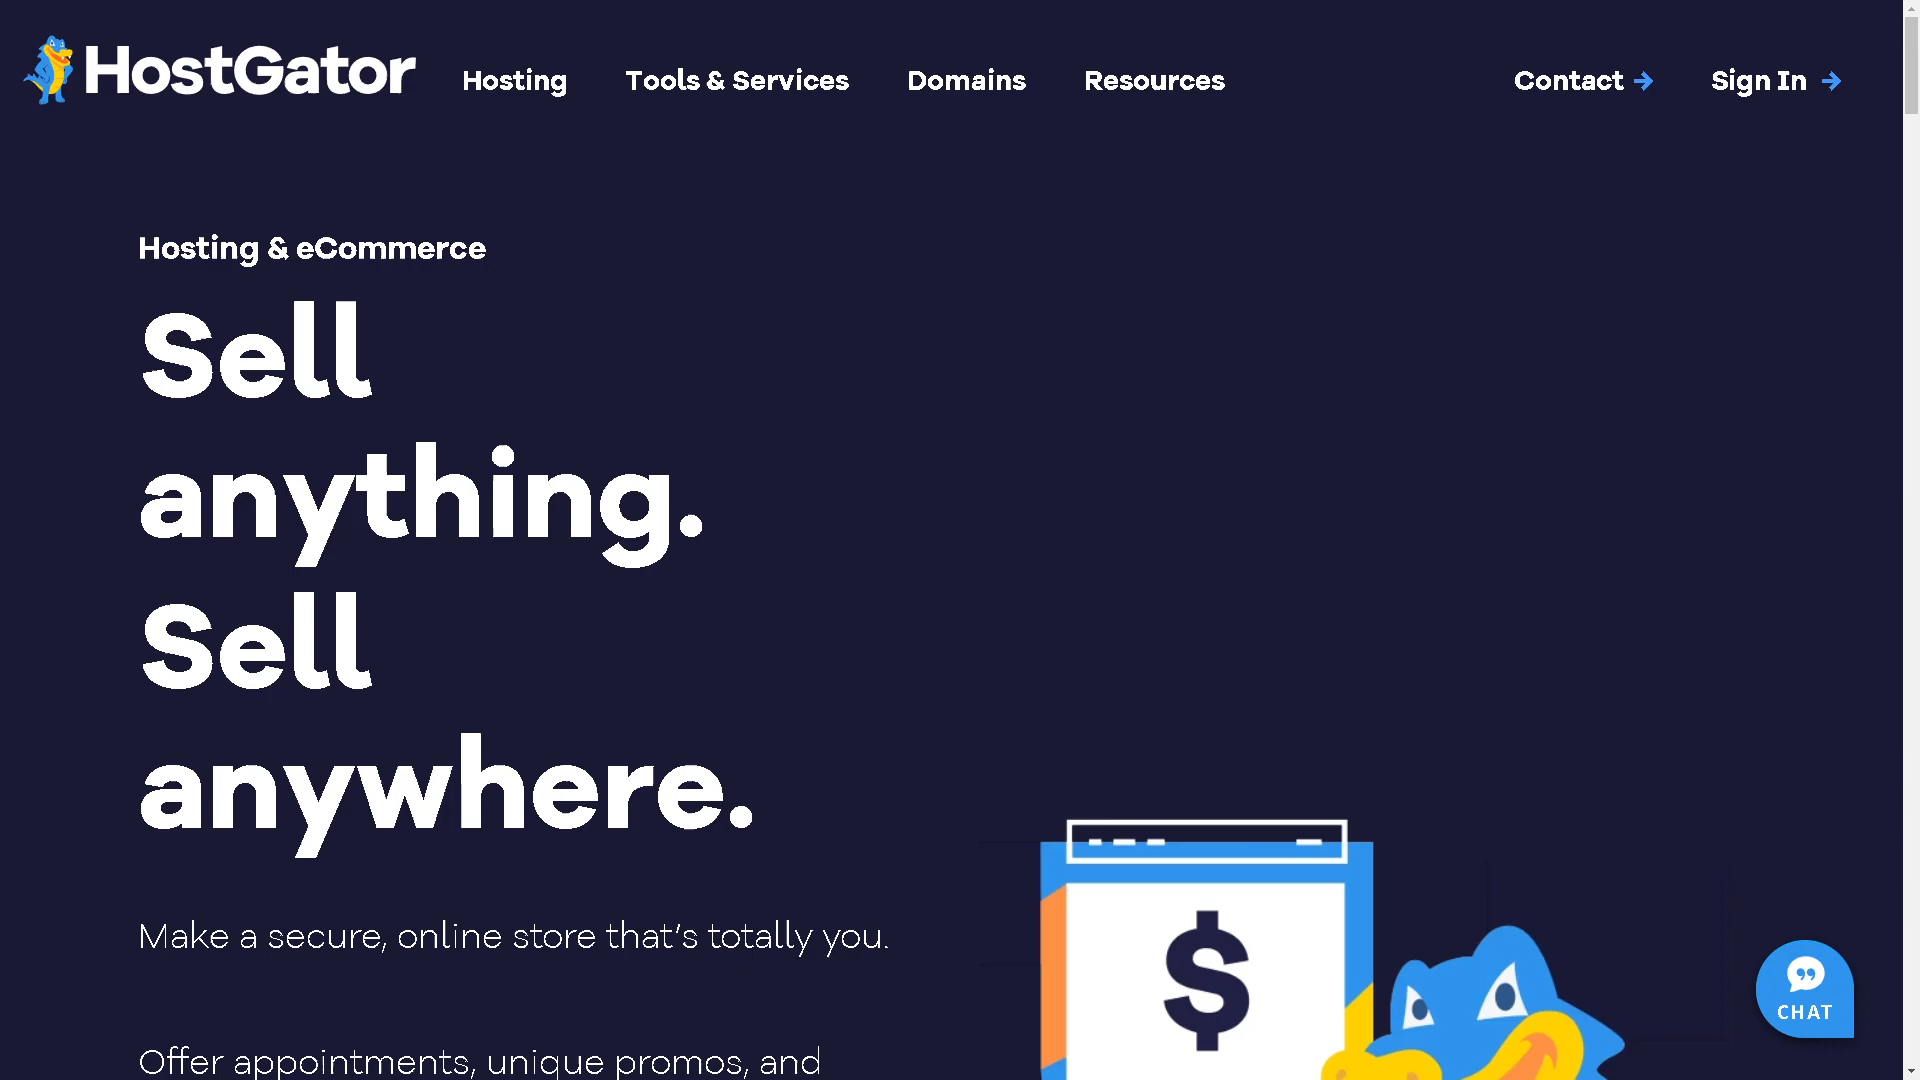 HostGator
Hosting
Tools & Services
Domains
Resources
Contact
Sign In
Hosting & eCommerce
Sell
anything.
Sell
anywhere.
Make a secure, online store that's totally you.
Offer appointments, unique promos, and
$
CHAT